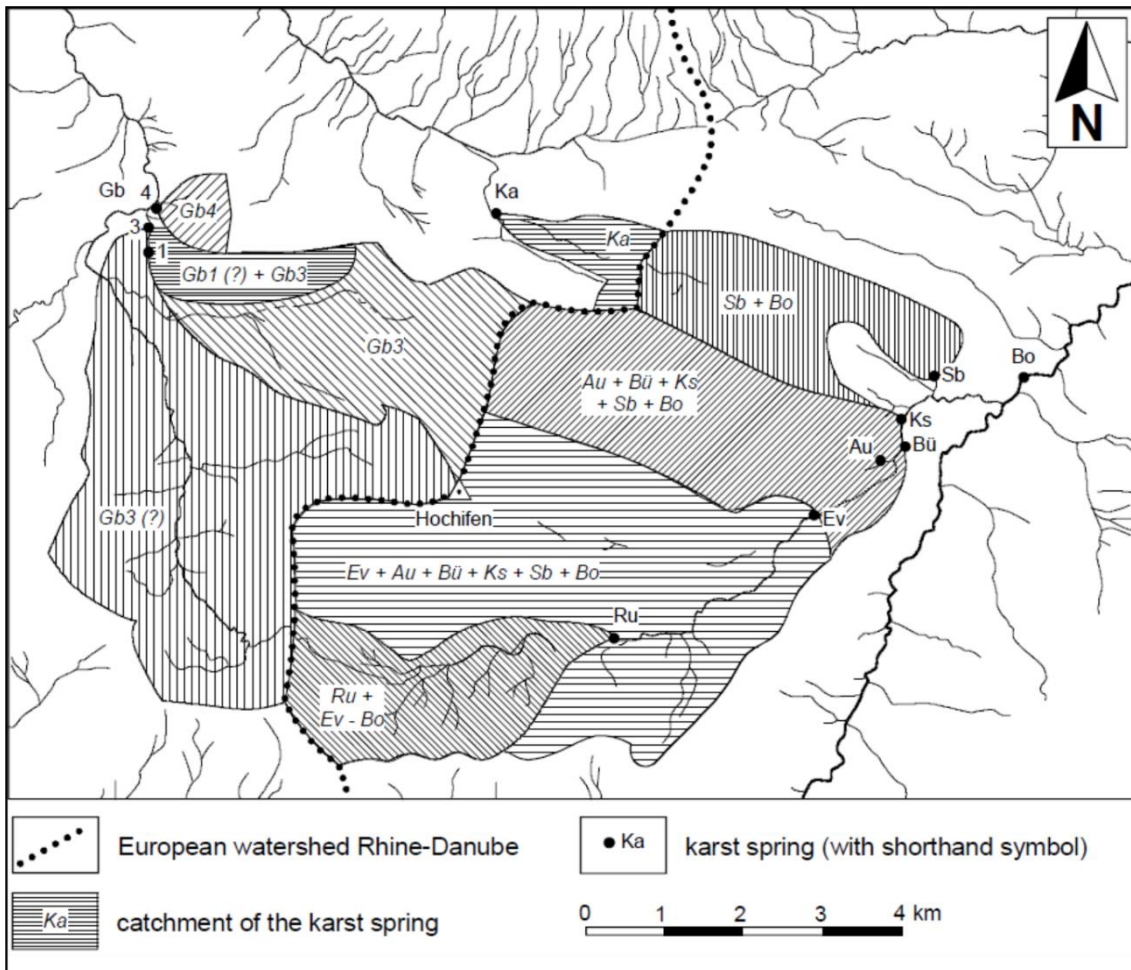 N
Gb
4
Gb4
3
1
Gb1 (?) + Gb3
Ka
Ka
Sb + Bo
Gb3
Au + Bü + Ks
+ Sb + Bo
Bo
Sb
Ks
Bü
Au
Gb3 (?)
Hochifen
Ev
Ev + Au + Bü + Ks + Sb + Bo
Ru
Ru +
Ev - Bo
European watershed Rhine-Danube
Ka karst spring (with shorthand symbol)
Ka catchment of the karst spring
0 1 2 3 4 km